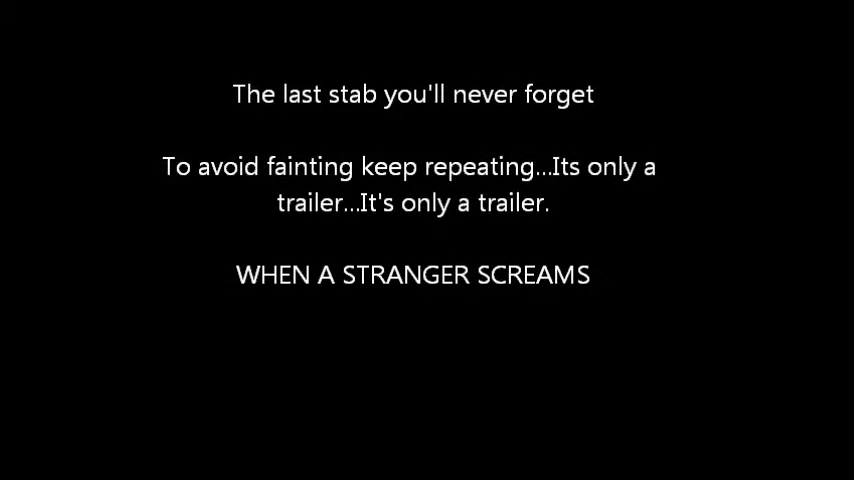 The last stab you'll never forget
To avoid fainting keep repeating...Its only a
trailer...It's only a trailer.
WHEN A STRANGER SCREAMS